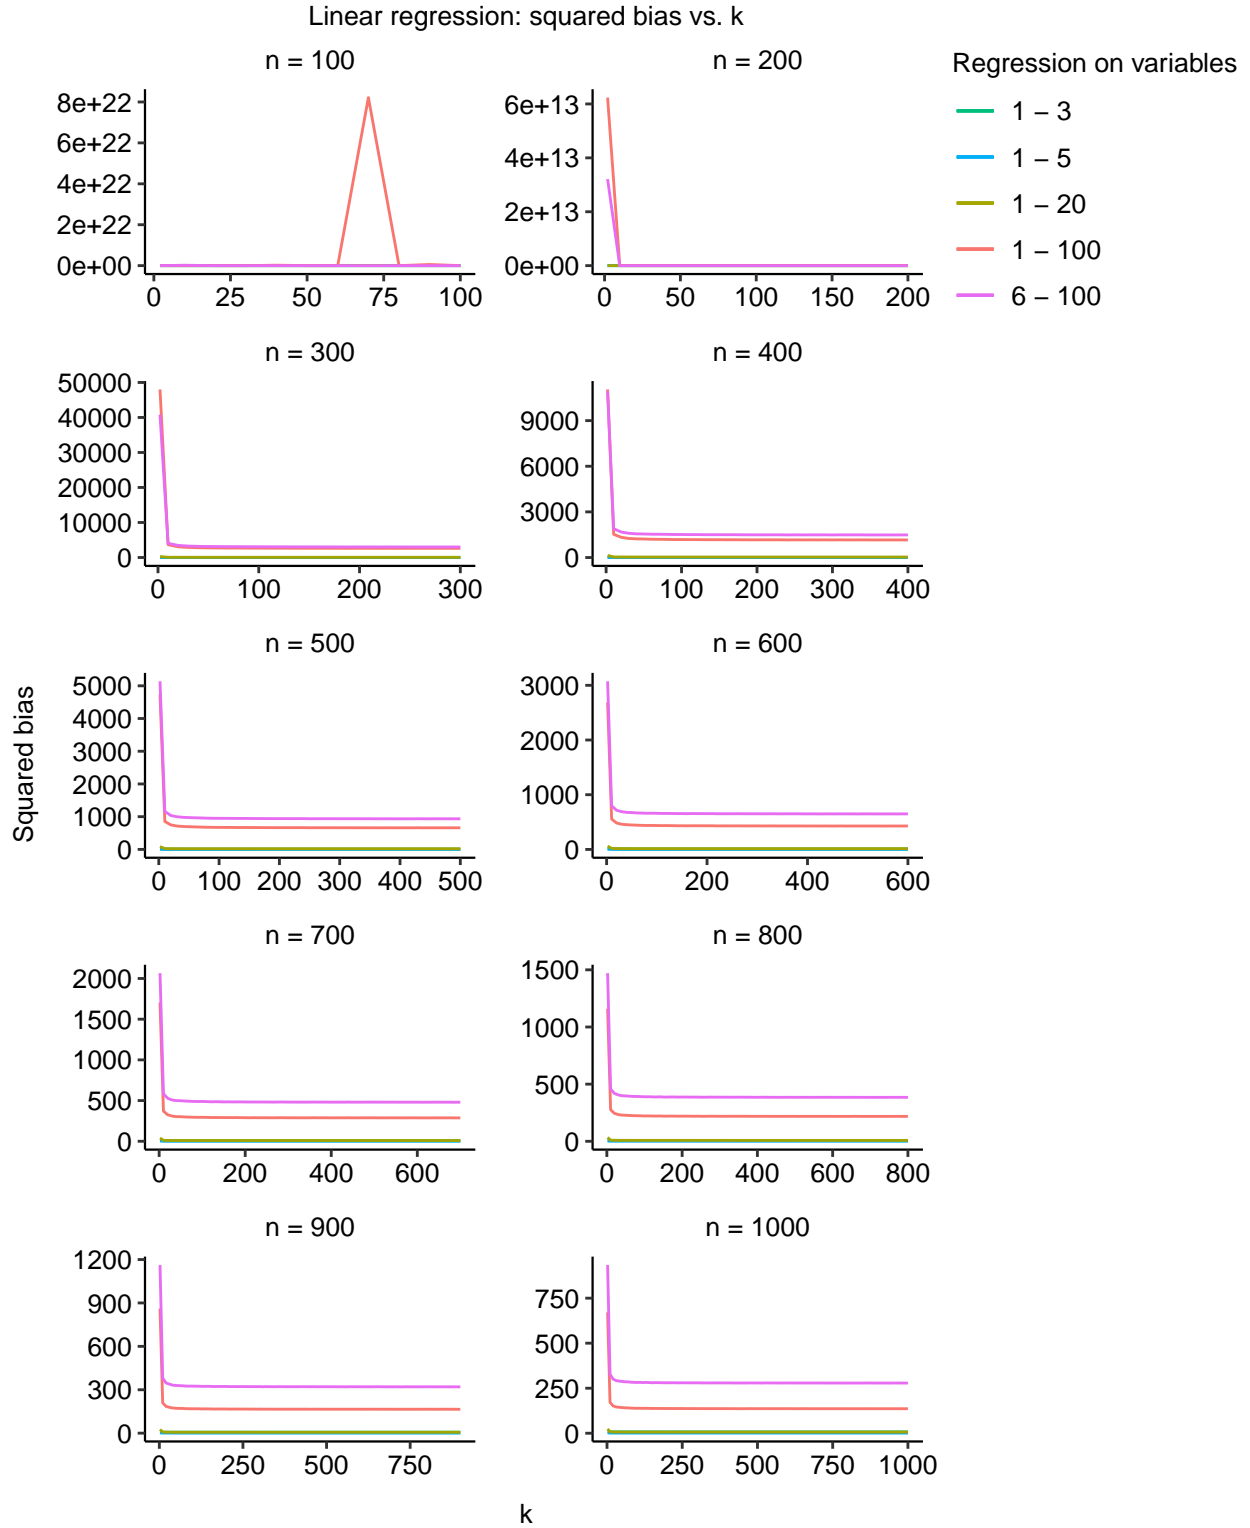 Linear regression: squared bias vs. k
n = 100
8e+22
6e+22
4e+22
2e+22
0e+00
0 25 50 75 100
n = 200
6e+13
4e+13
2e+13
0e+00
0 50 100 150 200
Regression on variables
1 – 3
1 – 5
1 – 20
1 – 100
6 – 100
n = 300
50000
40000
30000
20000
10000
0
0 100 200 300
n = 400
9000
6000
3000
0
0 100 200 300 400
Squared bias
n = 500
5000
4000
3000
2000
1000
0
0 100 200 300 400 500
n = 600
3000
2000
1000
0
0 200 400 600
n = 700
2000
1500
1000
500
0
0 200 400 600
n = 800
1500
1000
500
0
0 200 400 600 800
n = 900
1200
900
600
300
0
0 250 500 750
n = 1000
750
500
250
0
0 250 500 750 1000
k